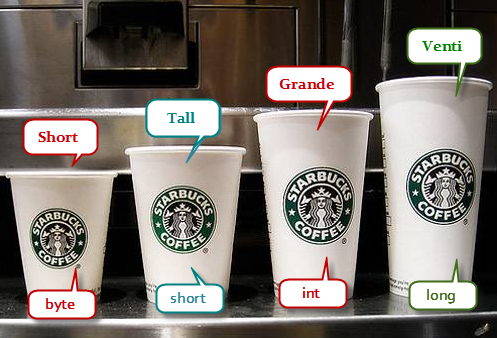 Venti
Grande
Tall
Short
STARBUCKS
COFFEE
STARBUCKS
COFFEE
STARBUCKS
COFFEE
STARBUCKS
COFFEE
byte
short
int
long